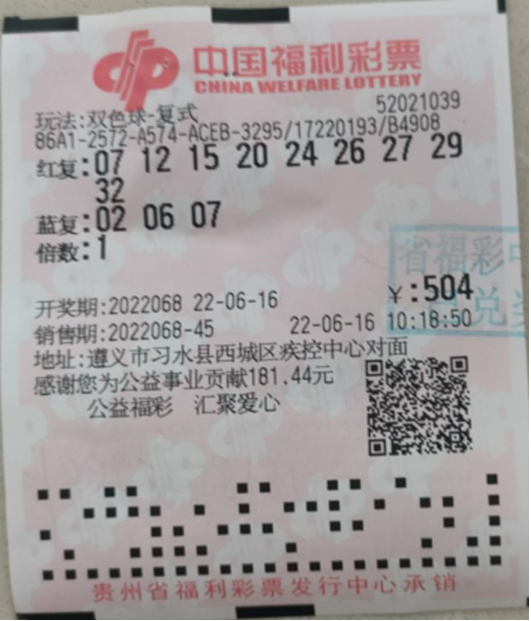 中国福利彩票
CHINA WELFARE LOTTERY
玩法:双色球-复式 52021039
86A1-2572-A574-ACEB-3295/17220193/B4908
红复:07 12 15 20 24 26 27 29
32
蓝复:02 06 07
倍数:1
省福彩中
兑奖
¥:504
开奖期:2022068 22-06-16
销售期:2022068-45 22-06-16 10:18:50
地址:遵义市习水县西城区疾控中心对面
感谢您为公益事业贡献181.44元
公益福彩 汇聚爱心
贵州省福利彩票发行中心承销